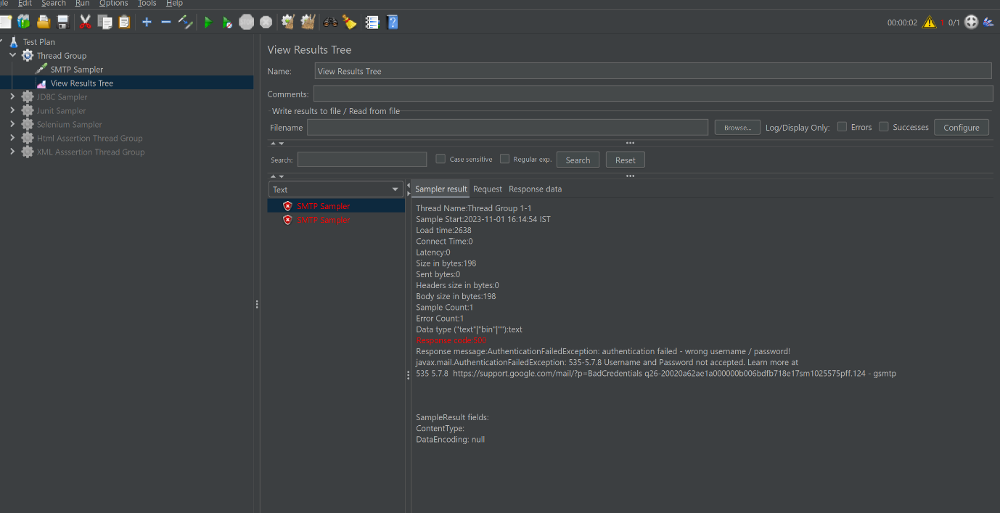 ile Edit Search Run Options Tools Help
00:00:02 ! 0/1
Test Plan
Thread Group
SMTP Sampler
View Results Tree
JDBC Sampler
Junit Sampler
Selenium Sampler
Html Assertion Thread Group
XML Asssertion Thread Group
View Results Tree
Name: View Results Tree
Comments:
Write results to file / Read from file
Filename Browse... Log/Display Only: Errors Successes Configure
Search: Case sensitive Regular exp. Search Reset
Text
SMTP Sampler
SMTP Sampler
Sampler result Request Response data
Thread Name:Thread Group 1-1
Sample Start:2023-11-01 16:14:54 IST
Load time:2638
Connect Time:0
Latency:0
Size in bytes:198
Sent bytes:0
Headers size in bytes:0
Body size in bytes:198
Sample Count:1
Error Count:1
Data type ("text"|"bin"|""):text
Response code:500
Response message:AuthenticationFailedException: authentication failed - wrong username / password!
javax.mail.AuthenticationFailedException: 535-5.7.8 Username and Password not accepted. Learn more at
535 5.7.8  https://support.google.com/mail/?p=BadCredentials q26-20020a62ae1a000000b006bdfb718e17sm1025575pff.124 - gsmtp
SampleResult fields:
ContentType:
DataEncoding: null